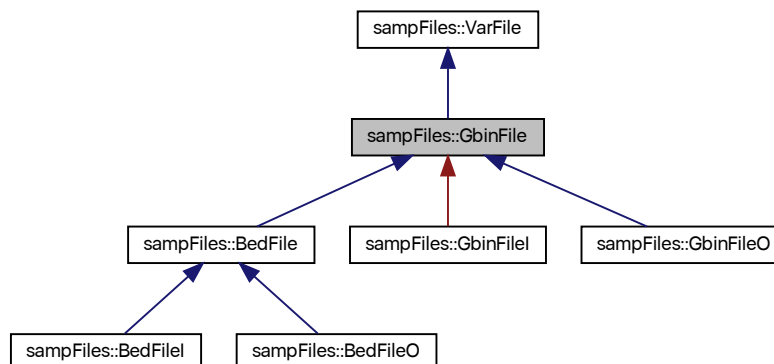 sampFiles::VarFile
sampFiles::GbinFile
sampFiles::BedFile
sampFiles::GbinFileI
sampFiles::GbinFileO
sampFiles::BedFileI
sampFiles::BedFileO